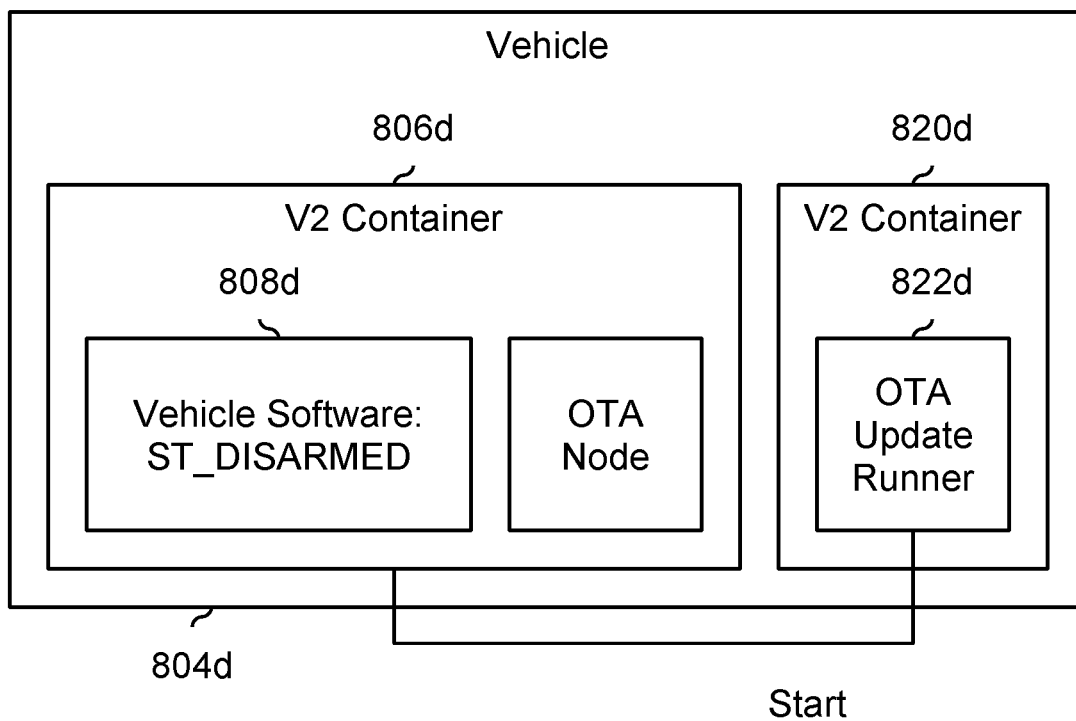 Vehicle
806d
820d
V2 Container
V2 Container
808d
822d
Vehicle Software:
ST_DISARMED
OTA
Node
OTA
Update
Runner
804d
Start